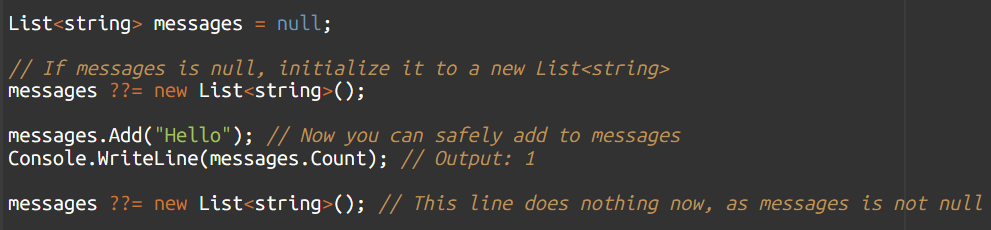 List<string> messages = null;
// If messages is null, initialize it to a new List<string>
messages ??= new List<string>();
messages.Add("Hello"); // Now you can safely add to messages
Console.WriteLine(messages.Count); // Output: 1
messages ??= new List<string>(); // This line does nothing now, as messages is not null